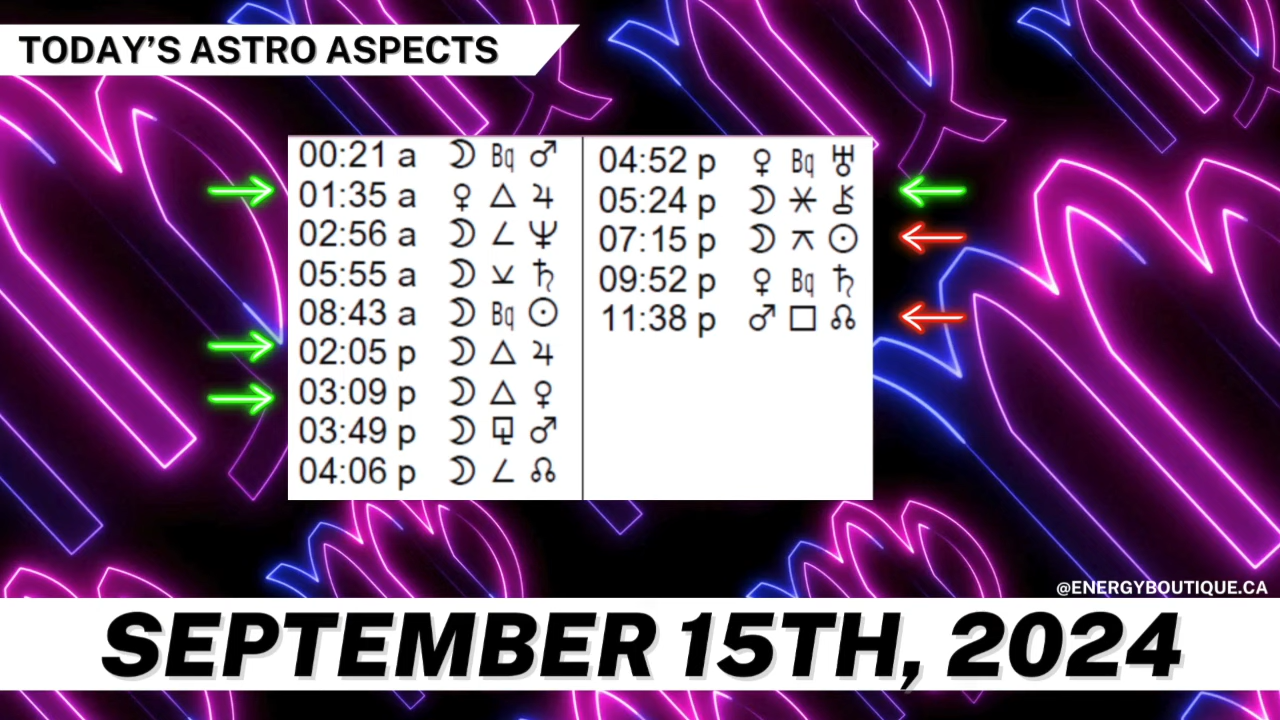 TODAY'S ASTRO ASPECTS
00:21 a ☽ Bq ♂
01:35 a ♀ △ ♃
02:56 a ☽ ∠ ♆
05:55 a ☽ ⚺ ♄
08:43 a ☽ Bq ☉
02:05 p ☽ △ ♃
03:09 p ☽ △ ♀
03:49 p ☽ ⚼ ♂
04:06 p ☽ ∠ ☊
04:52 p ♀ Bq ♅
05:24 p ☽ ⚹ ⚷
07:15 p ☽ ⚻ ☉
09:52 p ♀ Bq ♄
11:38 p ♂ □ ☊
@ENERGYBOUTIQUE.CA
SEPTEMBER 15TH, 2024